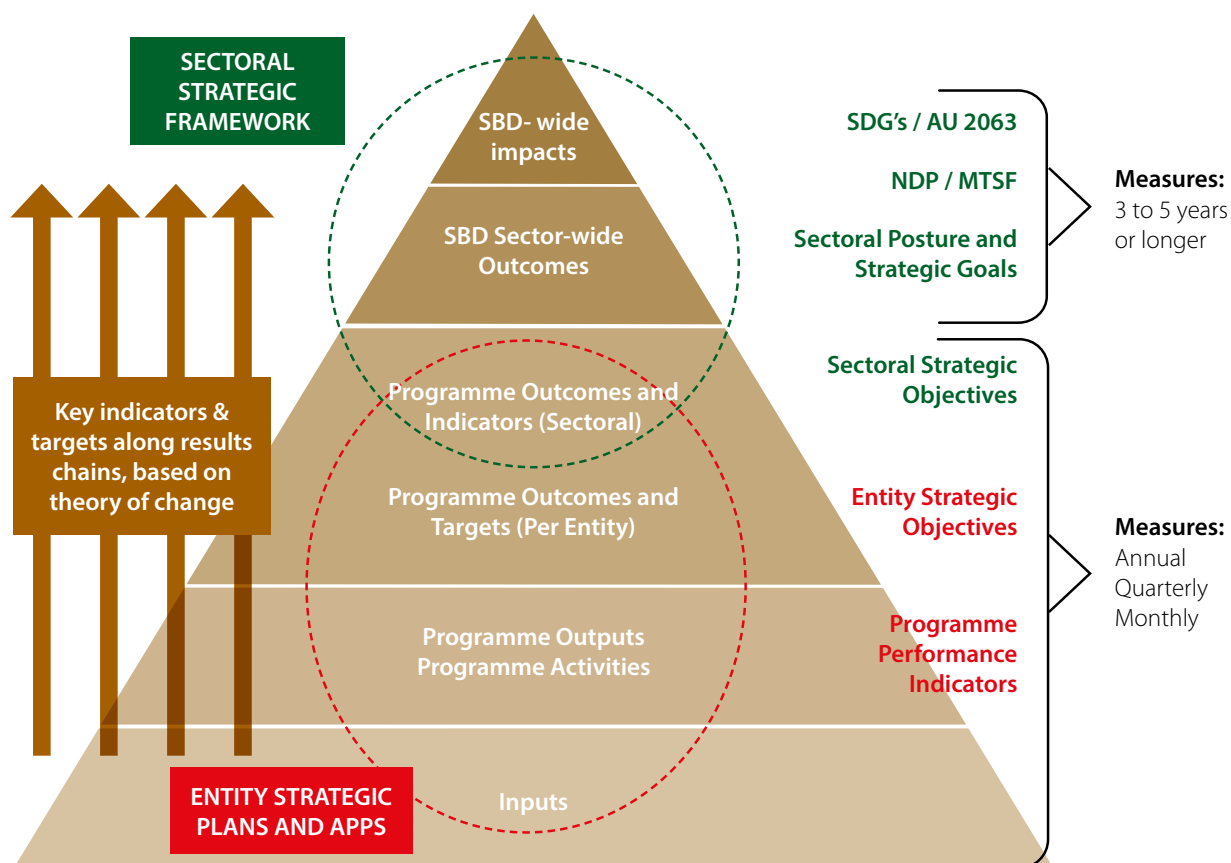 SECTORAL
STRATEGIC
FRAMEWORK
SBD- wide
impacts
SBD Sector-wide
Outcomes
Programme Outcomes and
Indicators (Sectoral)
Programme Outcomes and
Targets (Per Entity)
Programme Outputs
Programme Activities
Inputs
Key indicators &
targets along results
chains, based on
theory of change
ENTITY STRATEGIC
PLANS AND APPS
SDG's / AU 2063
NDP / MTSF
Sectoral Posture and
Strategic Goals
Measures:
3 to 5 years
or longer
Sectoral Strategic
Objectives
Entity Strategic
Objectives
Programme
Performance
Indicators
Measures:
Annual
Quarterly
Monthly